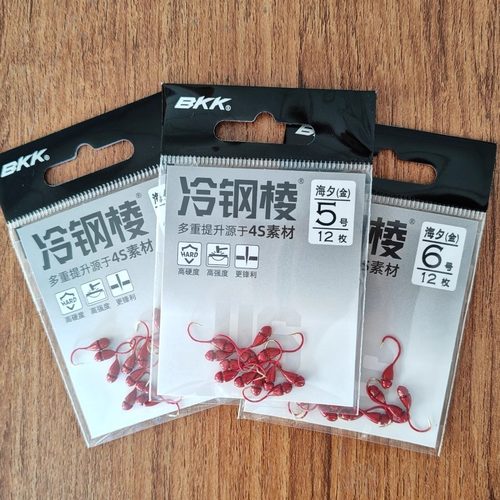 BKK®
冷钢棱
多重提升源于4
HARD
高硬度
高强度
更锋利
BKK®
冷钢棱®
多重提升源于4S素材
HARD
高硬度
高强度
更锋利
海夕(金)
5号
12枚
棱®
S素材
更锋利
海夕(金)
6号
12枚